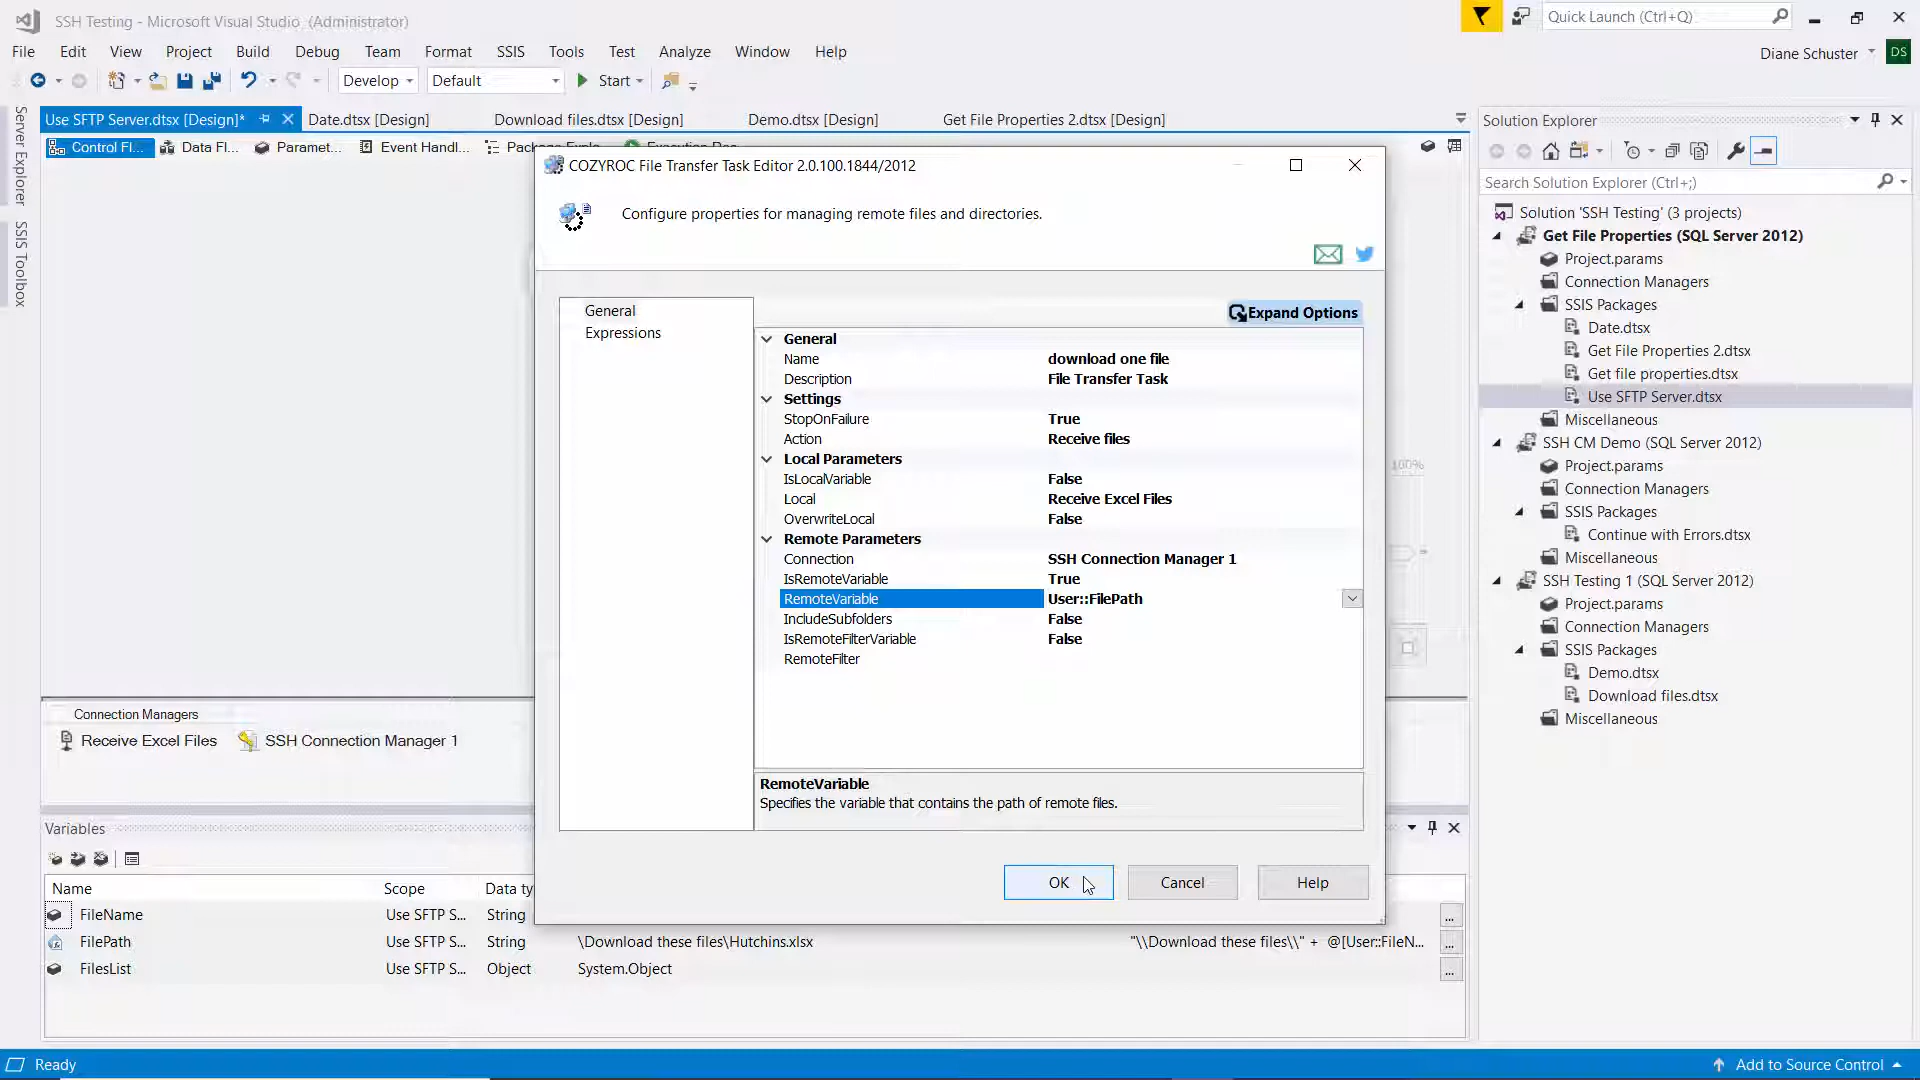 SSH Testing - Microsoft Visual Studio (Administrator)
Quick Launch (Ctrl+Q)
File Edit View Project Build Debug Team Format SSIS Tools Test Analyze Window Help
Diane Schuster DS
Develop Default Start
Server Explorer
SSIS Toolbox
Use SFTP Server.dtsx [Design]* Date.dtsx [Design] Download files.dtsx [Design] Demo.dtsx [Design] Get File Properties 2.dtsx [Design]
Control Fl... Data Fl... Paramet... Event Handl...
COZYROC File Transfer Task Editor 2.0.100.1844/2012
Configure properties for managing remote files and directories.
General
Expressions
Expand Options
General
Name download one file
Description File Transfer Task
Settings
StopOnFailure True
Action Receive files
Local Parameters
IsLocalVariable False
Local Receive Excel Files
OverwriteLocal False
Remote Parameters
Connection SSH Connection Manager 1
IsRemoteVariable True
RemoteVariable User::FilePath
IncludeSubfolders False
IsRemoteFilterVariable False
RemoteFilter
RemoteVariable
Specifies the variable that contains the path of remote files.
OK Cancel Help
100%
Connection Managers
Receive Excel Files SSH Connection Manager 1
Variables
Name Scope Data ty
FileName Use SFTP S... String ...
FilePath Use SFTP S... String \Download these files\Hutchins.xlsx "\\Download these files\\" + @[User::FileN... ...
FilesList Use SFTP S... Object System.Object ...
Solution Explorer
Search Solution Explorer (Ctrl+;)
Solution 'SSH Testing' (3 projects)
Get File Properties (SQL Server 2012)
Project.params
Connection Managers
SSIS Packages
Date.dtsx
Get File Properties 2.dtsx
Get file properties.dtsx
Use SFTP Server.dtsx
Miscellaneous
SSH CM Demo (SQL Server 2012)
Project.params
Connection Managers
SSIS Packages
Continue with Errors.dtsx
Miscellaneous
SSH Testing 1 (SQL Server 2012)
Project.params
Connection Managers
SSIS Packages
Demo.dtsx
Download files.dtsx
Miscellaneous
Ready
Add to Source Control